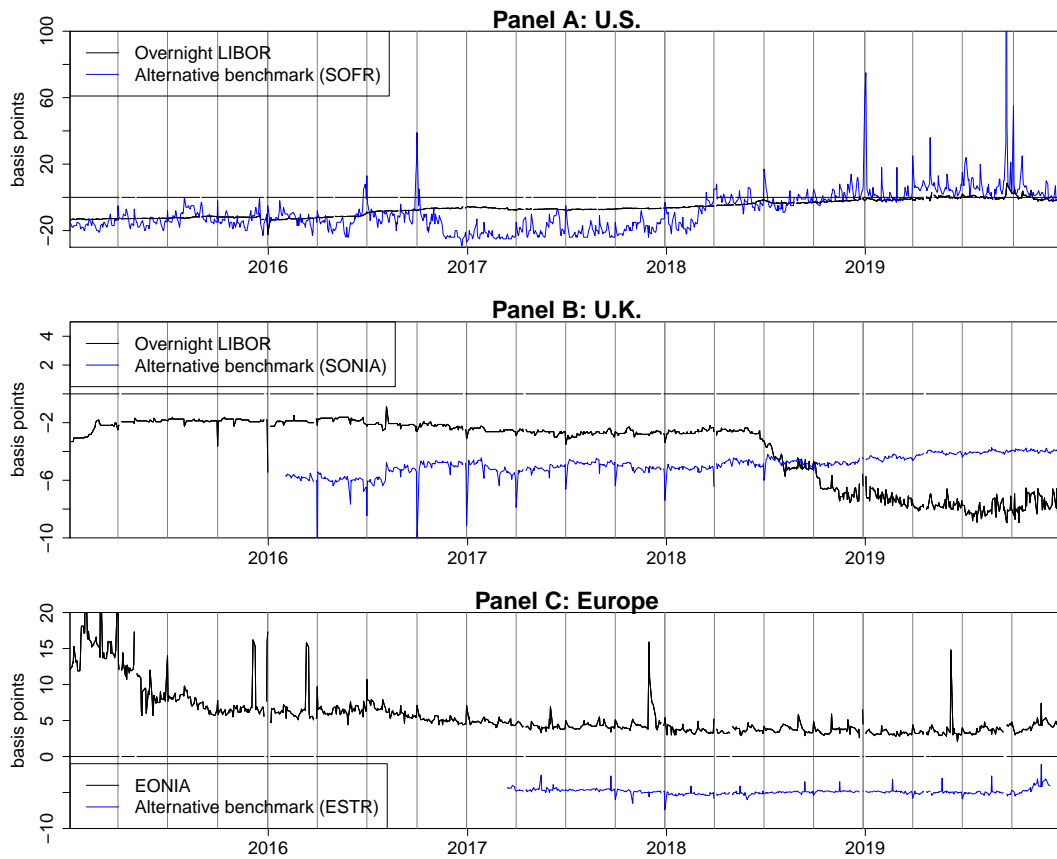 Panel A: U.S.
basis points
100
60
20
−20
Overnight LIBOR
Alternative benchmark (SOFR)
2016 2017 2018 2019
Panel B: U.K.
basis points
4
2
−2
−6
−10
Overnight LIBOR
Alternative benchmark (SONIA)
2016 2017 2018 2019
Panel C: Europe
basis points
20
15
10
5
0
−10
EONIA
Alternative benchmark (ESTR)
2016 2017 2018 2019